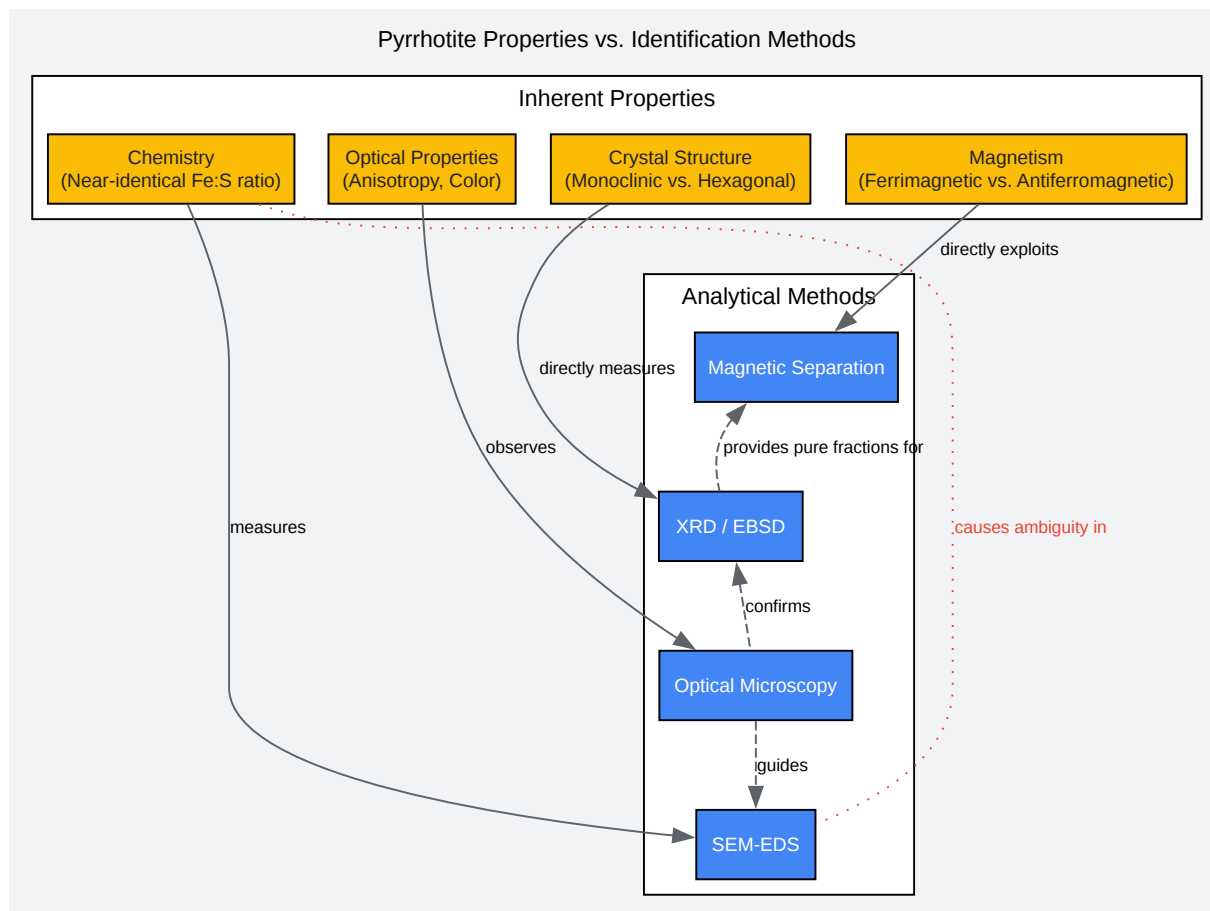 Pyrrhotite Properties vs. Identification Methods
Inherent Properties
Chemistry
(Near-identical Fe:S ratio)
Optical Properties
(Anisotropy, Color)
Crystal Structure
(Monoclinic vs. Hexagonal)
Magnetism
(Ferrimagnetic vs. Antiferromagnetic)
directly exploits
Analytical Methods
Magnetic Separation
directly measures
provides pure fractions for
observes
XRD / EBSD
measures
causes ambiguity in
confirms
Optical Microscopy
guides
SEM-EDS